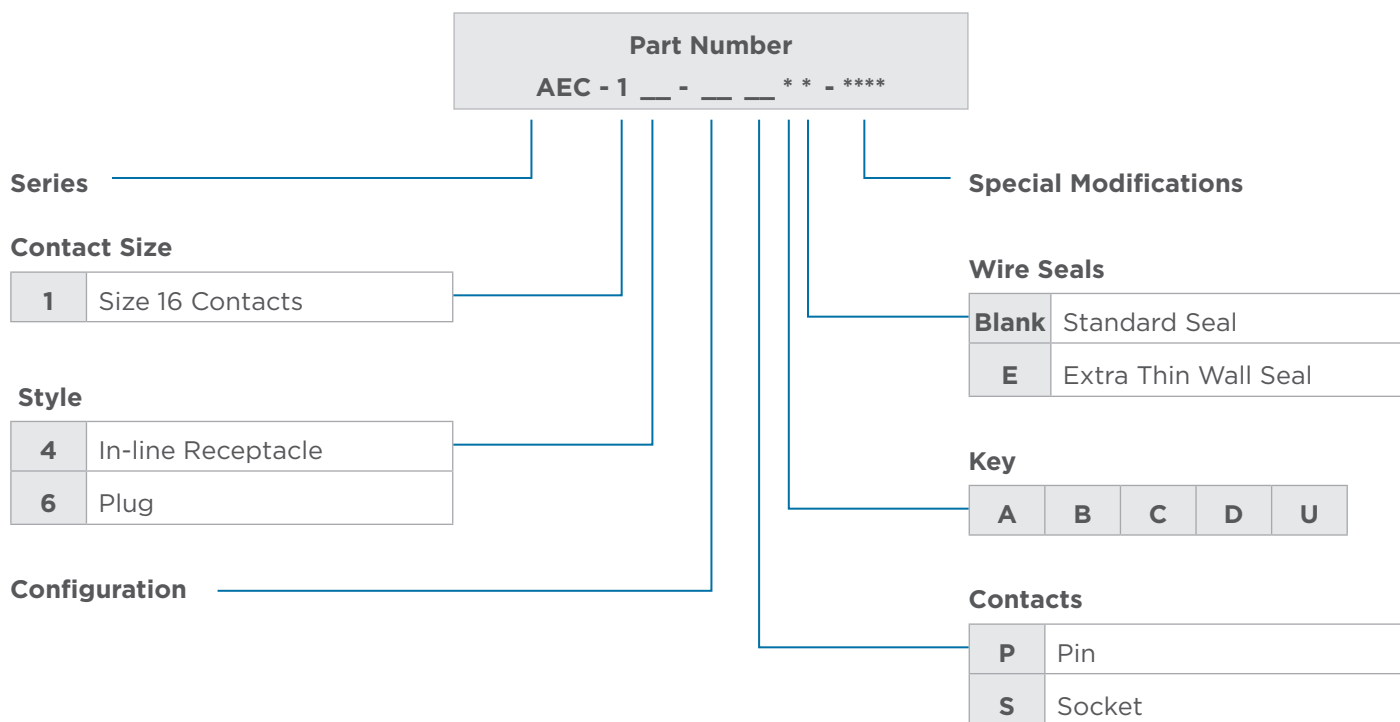 Part Number
AEC - 1 __ - __ __ * * - ****
Series
Contact Size
1 Size 16 Contacts
Style
4 In-line Receptacle
6 Plug
Configuration
Special Modifications
Wire Seals
Blank Standard Seal
E Extra Thin Wall Seal
Key
A B C D U
Contacts
P Pin
S Socket